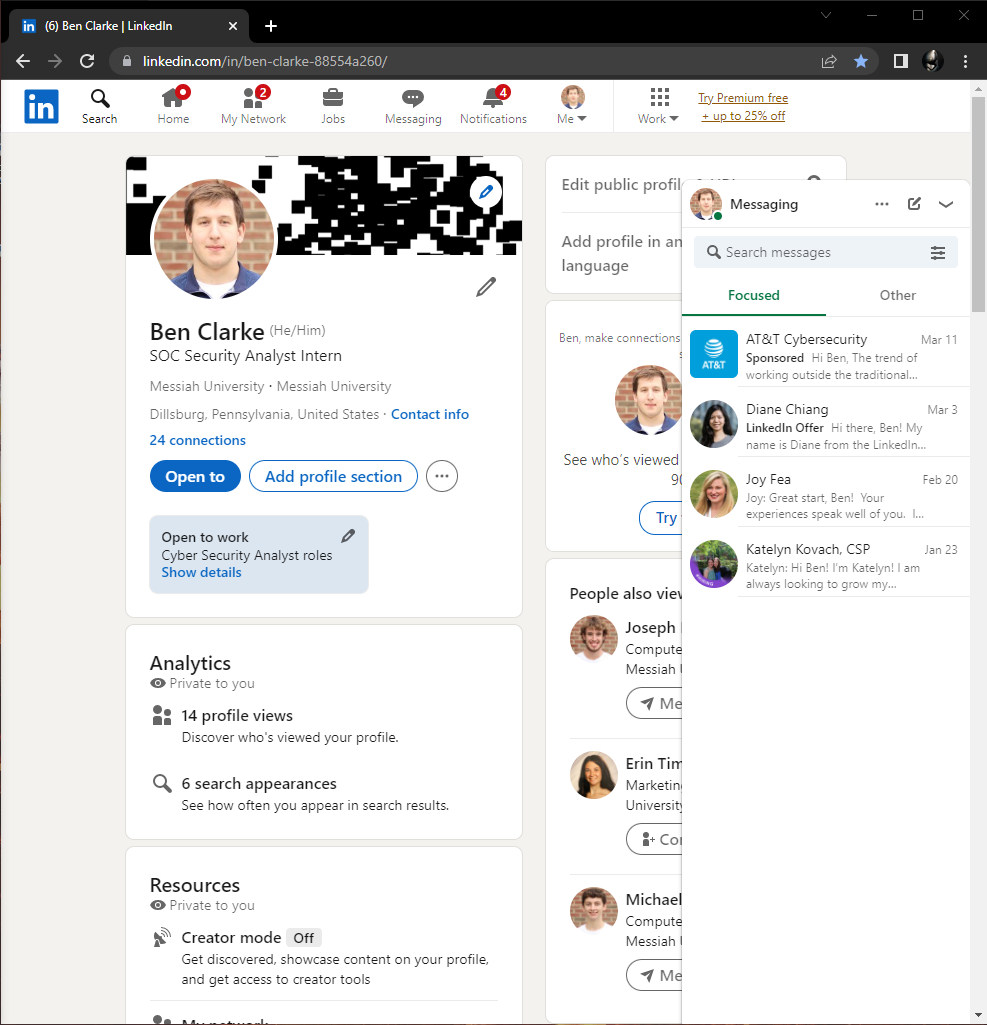 (6) Ben Clarke | LinkedIn
linkedin.com/in/ben-clarke-88554a260/
in
Search
Home
2
My Network
Jobs
Messaging
4
Notifications
Me
Work
Try Premium free
+ up to 25% off
Ben Clarke (He/Him)
SOC Security Analyst Intern
Messiah University · Messiah University
Dillsburg, Pennsylvania, United States · Contact info
24 connections
Open to
Add profile section
Open to work
Cyber Security Analyst roles
Show details
Analytics
Private to you
14 profile views
Discover who's viewed your profile.
6 search appearances
See how often you appear in search results.
Resources
Private to you
Creator mode Off
Get discovered, showcase content on your profile,
and get access to creator tools
My network
Edit public profile
Add profile in an
language
Ben, make connections
See who's viewed
90
Try
People also view
Joseph
Compute
Messiah U
Me
Erin Tim
Marketing
University
Con
Michael
Compute
Messiah U
Me
Messaging
Search messages
Focused
Other
AT&T
AT&T Cybersecurity
Mar 11
Sponsored Hi Ben, The trend of
working outside the traditional...
Diane Chiang
Mar 3
LinkedIn Offer Hi there, Ben! My
name is Diane from the LinkedIn...
Joy Fea
Feb 20
Joy: Great start, Ben! Your
experiences speak well of you. I...
Katelyn Kovach, CSP
Jan 23
Katelyn: Hi Ben! I'm Katelyn! I am
always looking to grow my...